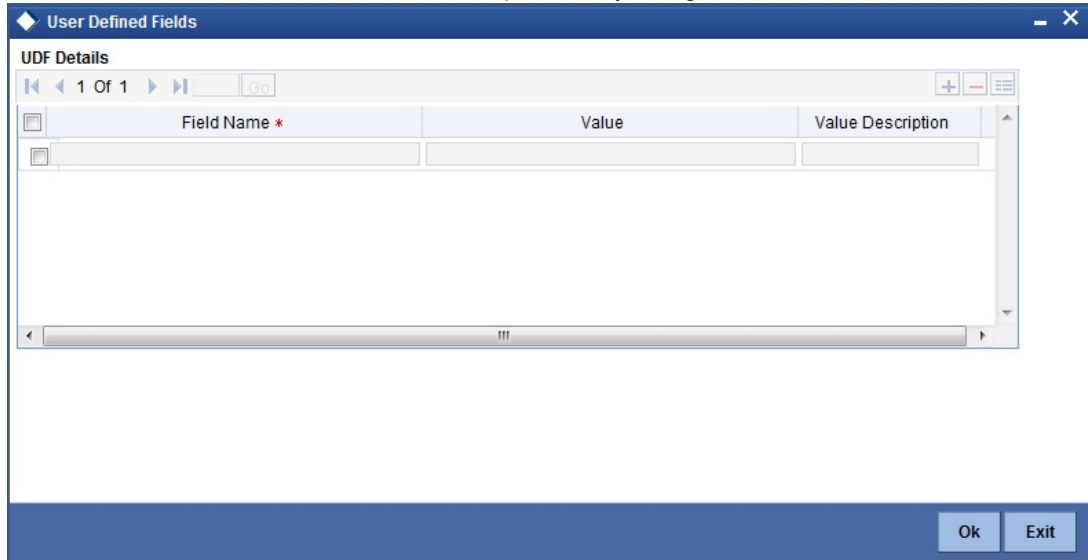 User Defined Fields
UDF Details
1 Of 1 Go
Field Name * Value Value Description
Ok Exit